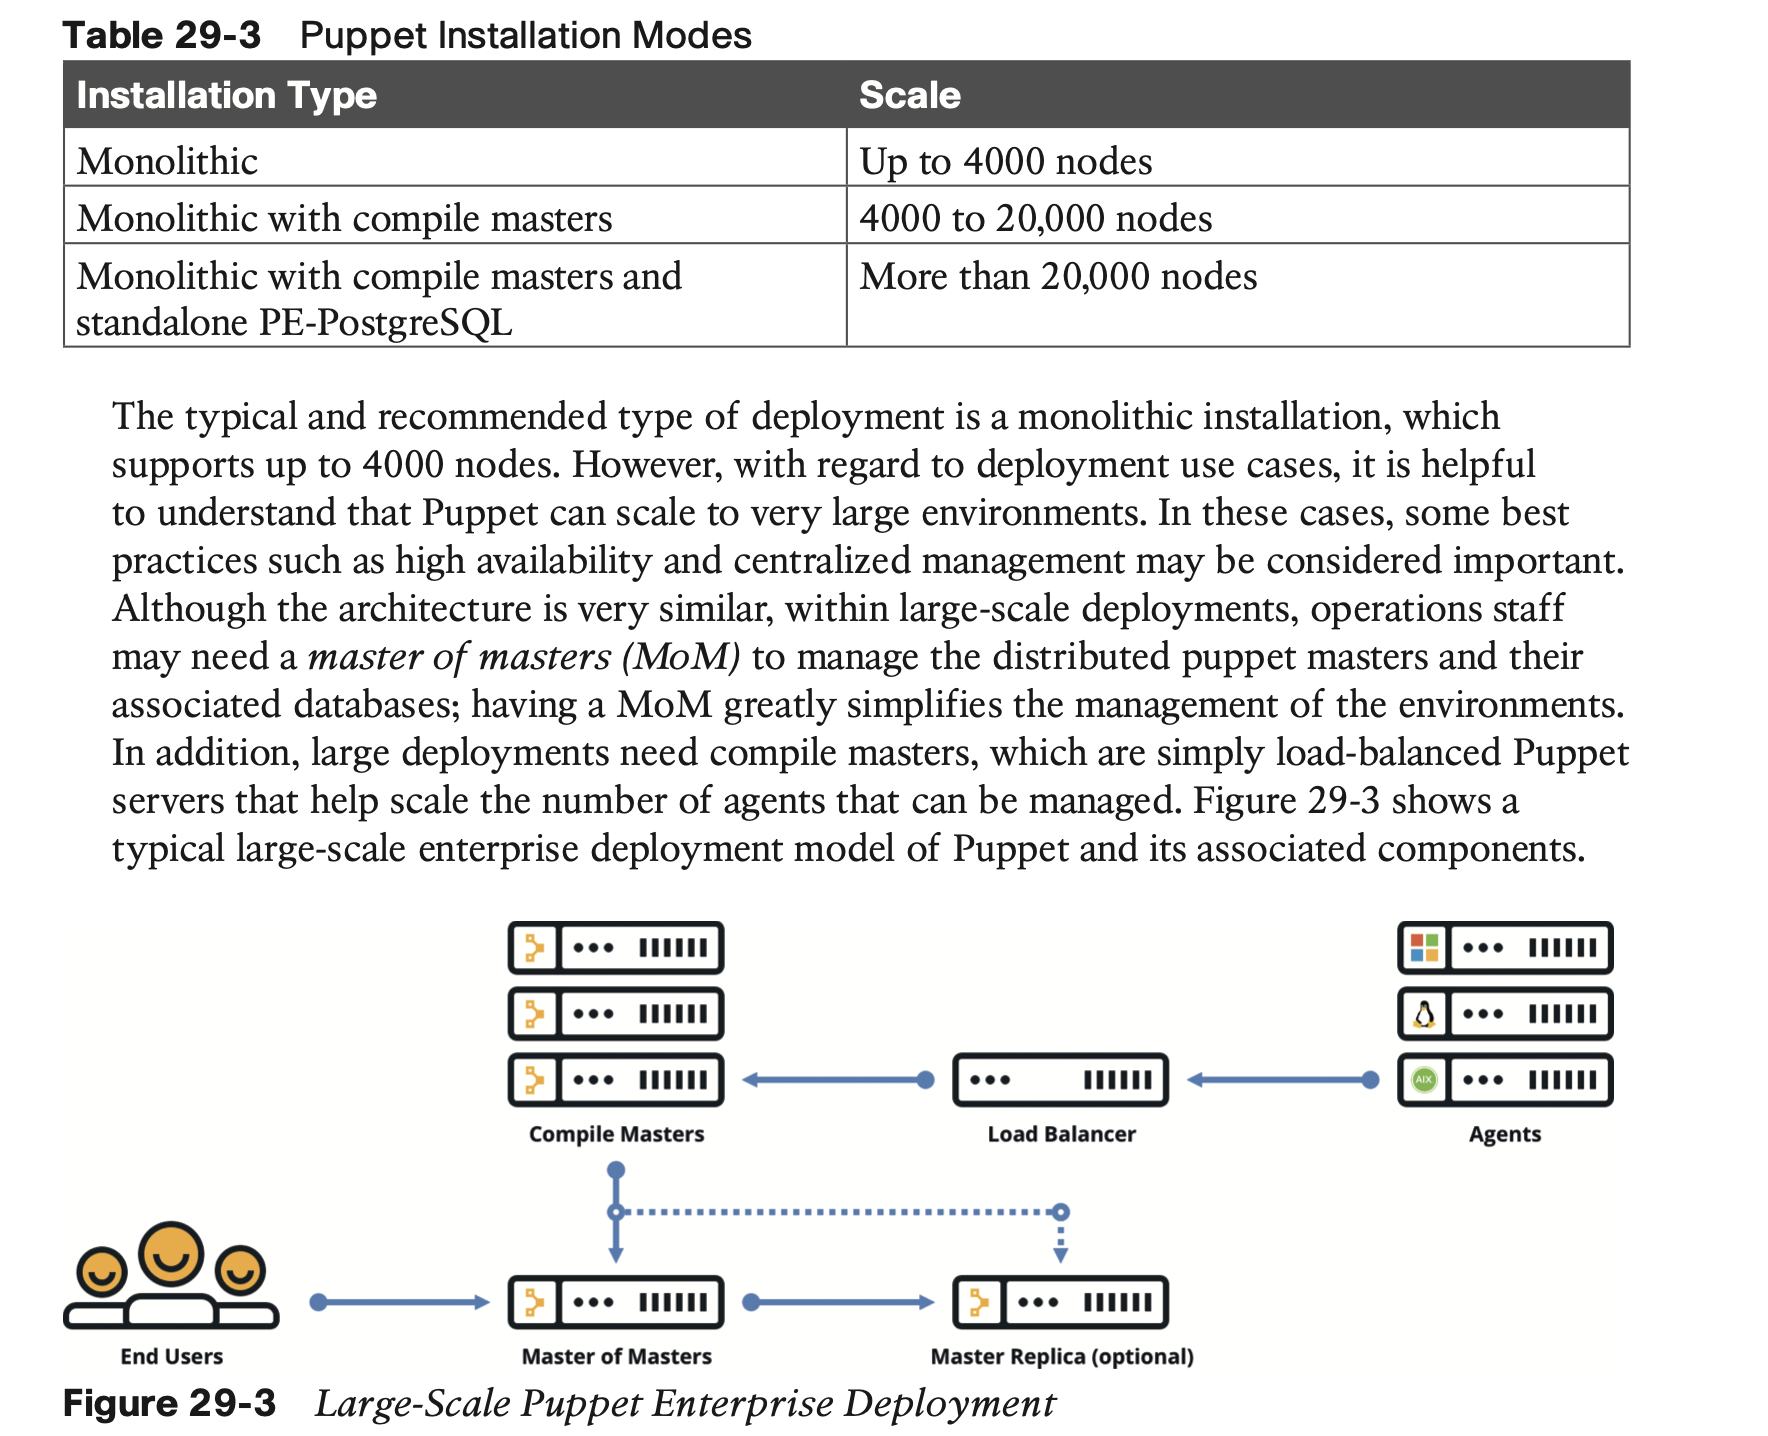 Table 29-3 Puppet Installation Modes
Installation Type Scale
Monolithic Up to 4000 nodes
Monolithic with compile masters 4000 to 20,000 nodes
Monolithic with compile masters and More than 20,000 nodes
standalone PE-PostgreSQL
The typical and recommended type of deployment is a monolithic installation, which
supports up to 4000 nodes. However, with regard to deployment use cases, it is helpful
to understand that Puppet can scale to very large environments. In these cases, some best
practices such as high availability and centralized management may be considered important.
Although the architecture is very similar, within large-scale deployments, operations staff
may need a master of masters (MoM) to manage the distributed puppet masters and their
associated databases; having a MoM greatly simplifies the management of the environments.
In addition, large deployments need compile masters, which are simply load-balanced Puppet
servers that help scale the number of agents that can be managed. Figure 29-3 shows a
typical large-scale enterprise deployment model of Puppet and its associated components.
AIX
Compile Masters Load Balancer Agents
End Users Master of Masters Master Replica (optional)
Figure 29-3 Large-Scale Puppet Enterprise Deployment